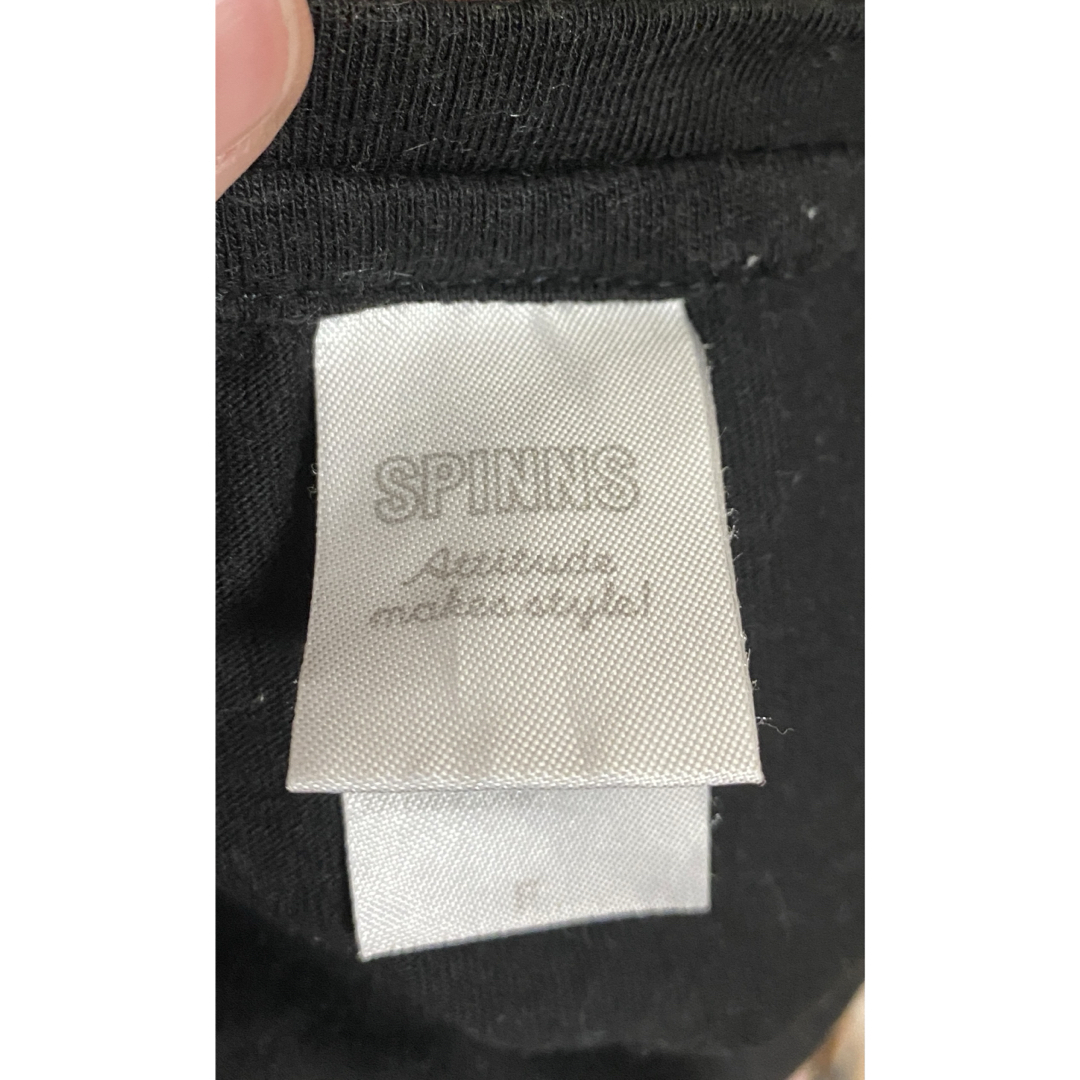 SPINNS
Attitude
makes style!
F